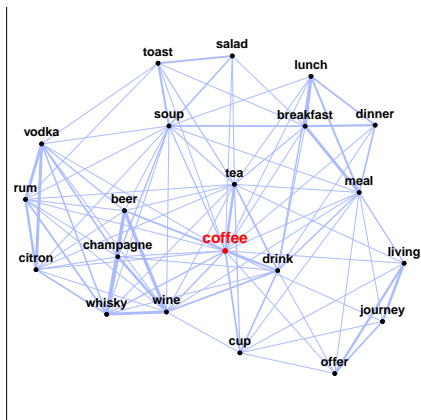 salad
toast
lunch
soup
breakfast
dinner
vodka
tea
rum
meal
beer
coffee
champagne
living
citron
drink
whisky
wine
journey
cup
offer